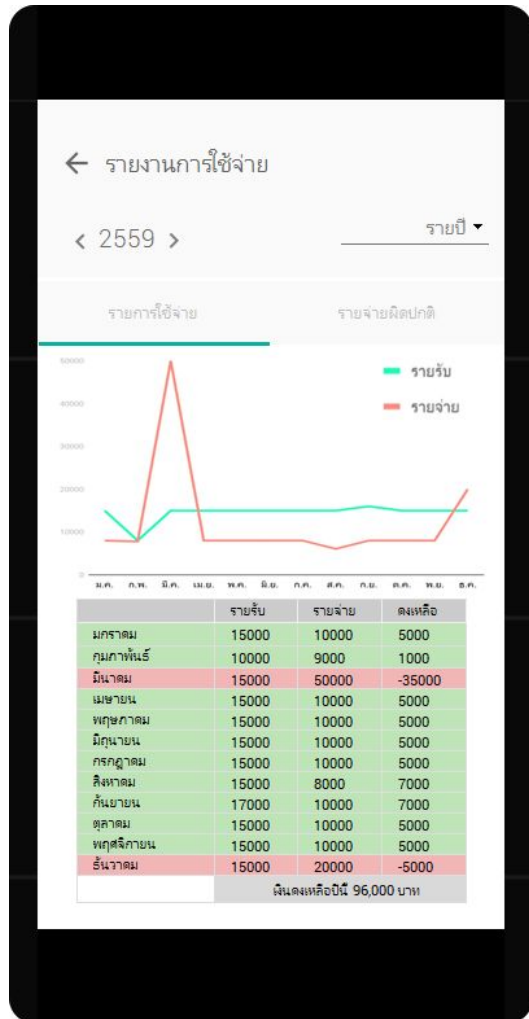 รายงานการใช้จ่าย
2559
รายปี
รายการใช้จ่าย รายจ่ายผิดปกติ
50000
รายรับ
40000
รายจ่าย
30000
20000
10000
0
ม.ค. ก.พ. มี.ค. เม.ย. พ.ค. มิ.ย. ก.ค. ส.ค. ก.ย. ต.ค. พ.ย. ธ.ค.
รายรับ รายจ่าย คงเหลือ
มกราคม 15000 10000 5000
กุมภาพันธ์ 10000 9000 1000
มีนาคม 15000 50000 -35000
เมษายน 15000 10000 5000
พฤษภาคม 15000 10000 5000
มิถุนายน 15000 10000 5000
กรกฎาคม 15000 10000 5000
สิงหาคม 15000 8000 7000
กันยายน 17000 10000 7000
ตุลาคม 15000 10000 5000
พฤศจิกายน 15000 10000 5000
ธันวาคม 15000 20000 -5000
เงินคงเหลือปีนี้ 96,000 บาท